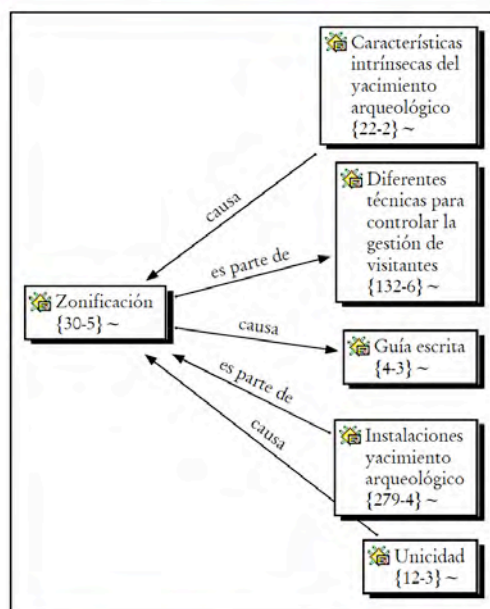 Características
intrínsecas del
yacimiento
arqueológico
{22-2} ~
causa
Diferentes
técnicas para
controlar la
gestión de
visitantes
{132-6} ~
es parte de
Zonificación
{30-5} ~
causa
Guía escrita
{4-3} ~
es parte de
Instalaciones
yacimiento
arqueológico
{279-4} ~
causa
Unicidad
{12-3} ~